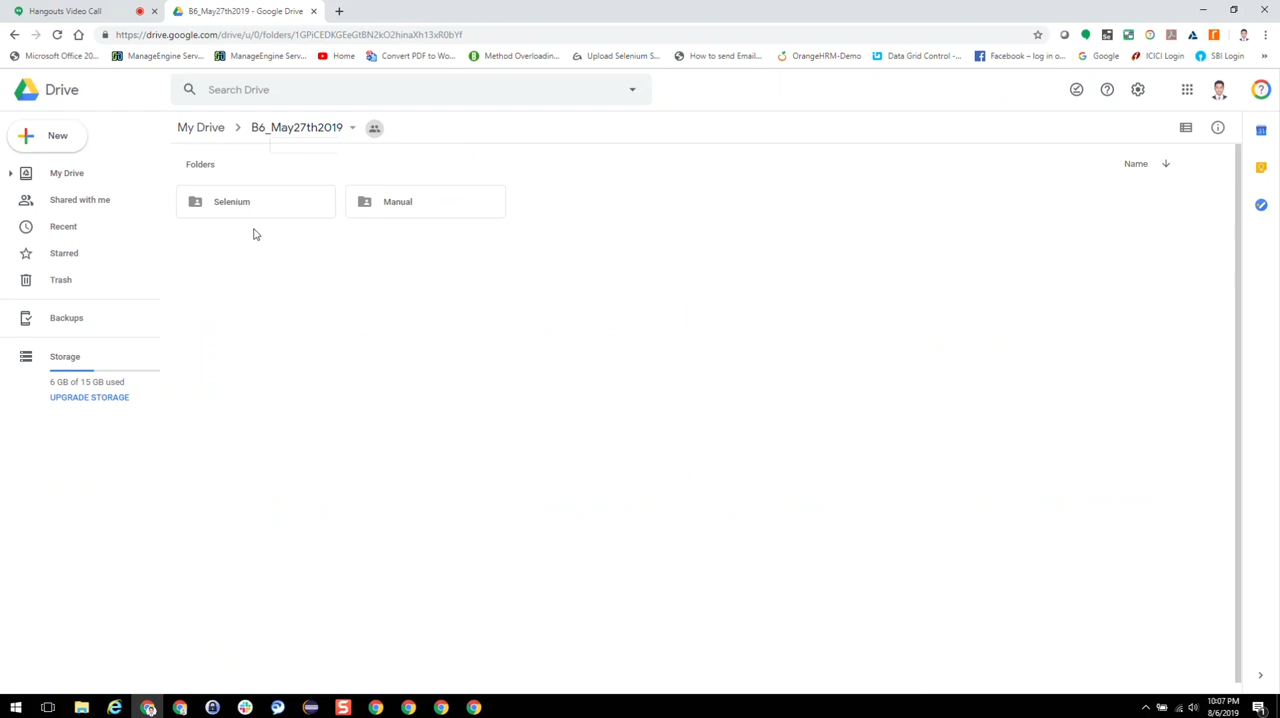 Hangouts Video Call
B6_May27th2019 - Google Drive
https://drive.google.com/drive/u/0/folders/1GPiCEDKGEeGtBN2kO2hinaXh13xR0bYf
Microsoft Office 20...
ManageEngine Serv...
ManageEngine Serv...
Home
Convert PDF to Wo...
Method Overloadin...
Upload Selenium S...
How to send Email...
OrangeHRM-Demo
Data Grid Control -...
Facebook – log in o...
Google
ICICI Login
SBI Login
Drive
Search Drive
New
My Drive
B6_May27th2019
Folders
Name
Selenium
Manual
My Drive
Shared with me
Recent
Starred
Trash
Backups
Storage
6 GB of 15 GB used
UPGRADE STORAGE
10:07 PM
8/6/2019